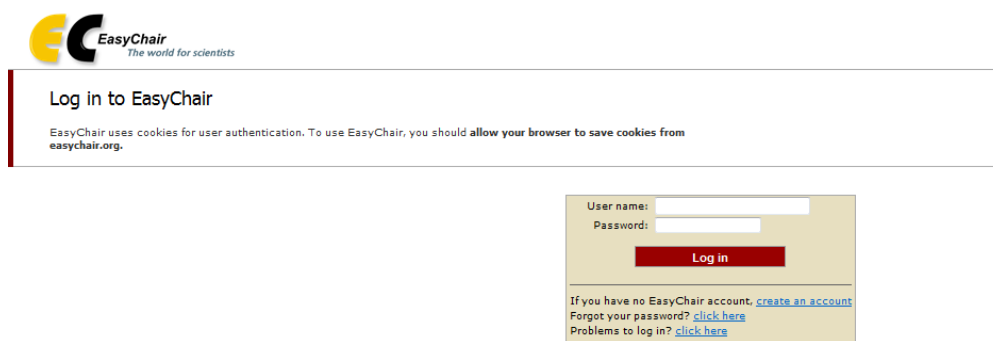 EC EasyChair
The world for scientists
Log in to EasyChair
EasyChair uses cookies for user authentication. To use EasyChair, you should allow your browser to save cookies from
easychair.org.
User name:
Password:
Log in
If you have no EasyChair account, create an account
Forgot your password? click here
Problems to log in? click here